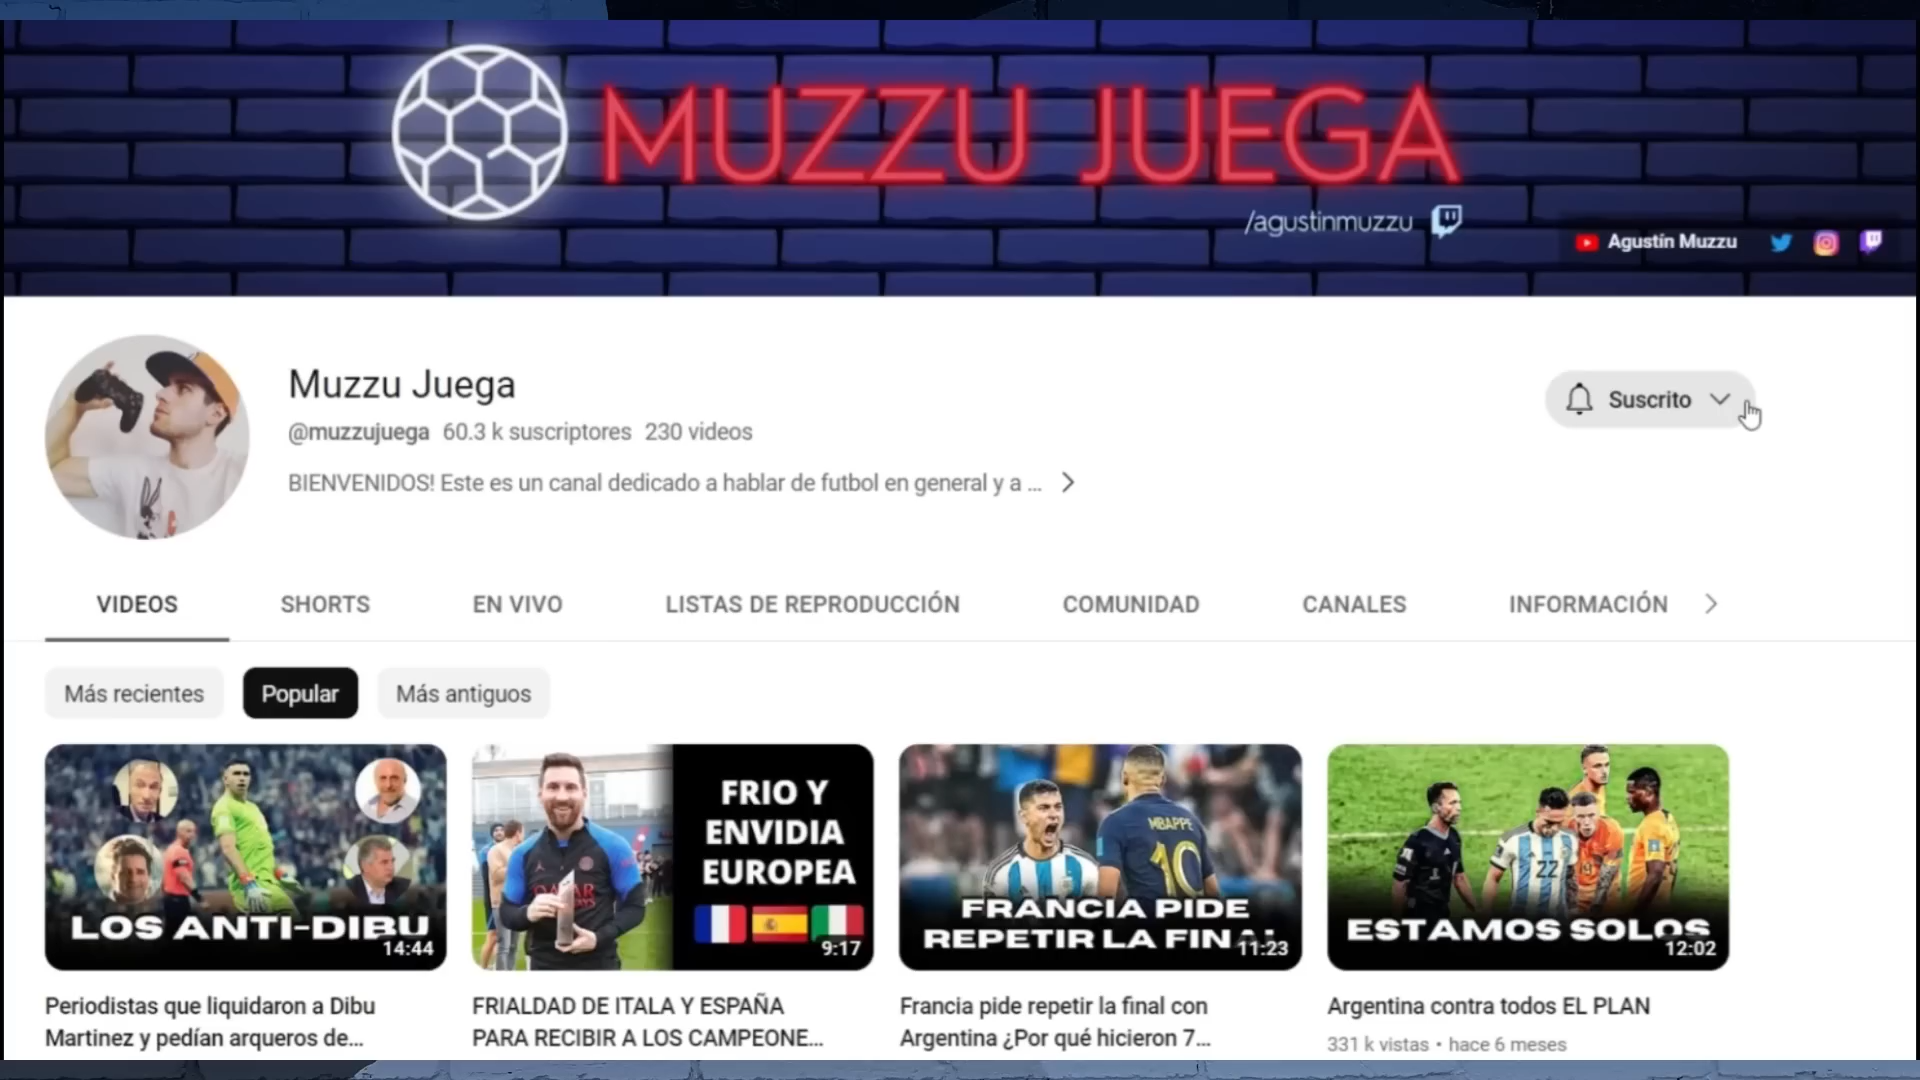 MUZZU JUEGA
/agustinmuzzu
Agustín Muzzu
Muzzu Juega
@muzzujuega 60.3 k suscriptores 230 videos
BIENVENIDOS! Este es un canal dedicado a hablar de futbol en general y a ...
Suscrito
VIDEOS SHORTS EN VIVO LISTAS DE REPRODUCCIÓN COMUNIDAD CANALES INFORMACIÓN
Más recientes Popular Más antiguos
LOS ANTI-DIBU
14:44
FRIO Y
ENVIDIA
EUROPEA
9:17
MBAPPE
10
FRANCIA PIDE
REPETIR LA FINAL
11:23
22
ESTAMOS SOLOS
12:02
Periodistas que liquidaron a Dibu
Martinez y pedían arqueros de...
FRIALDAD DE ITALA Y ESPAÑA
PARA RECIBIR A LOS CAMPEONE...
Francia pide repetir la final con
Argentina ¿Por qué hicieron 7...
Argentina contra todos EL PLAN
331 k vistas • hace 6 meses